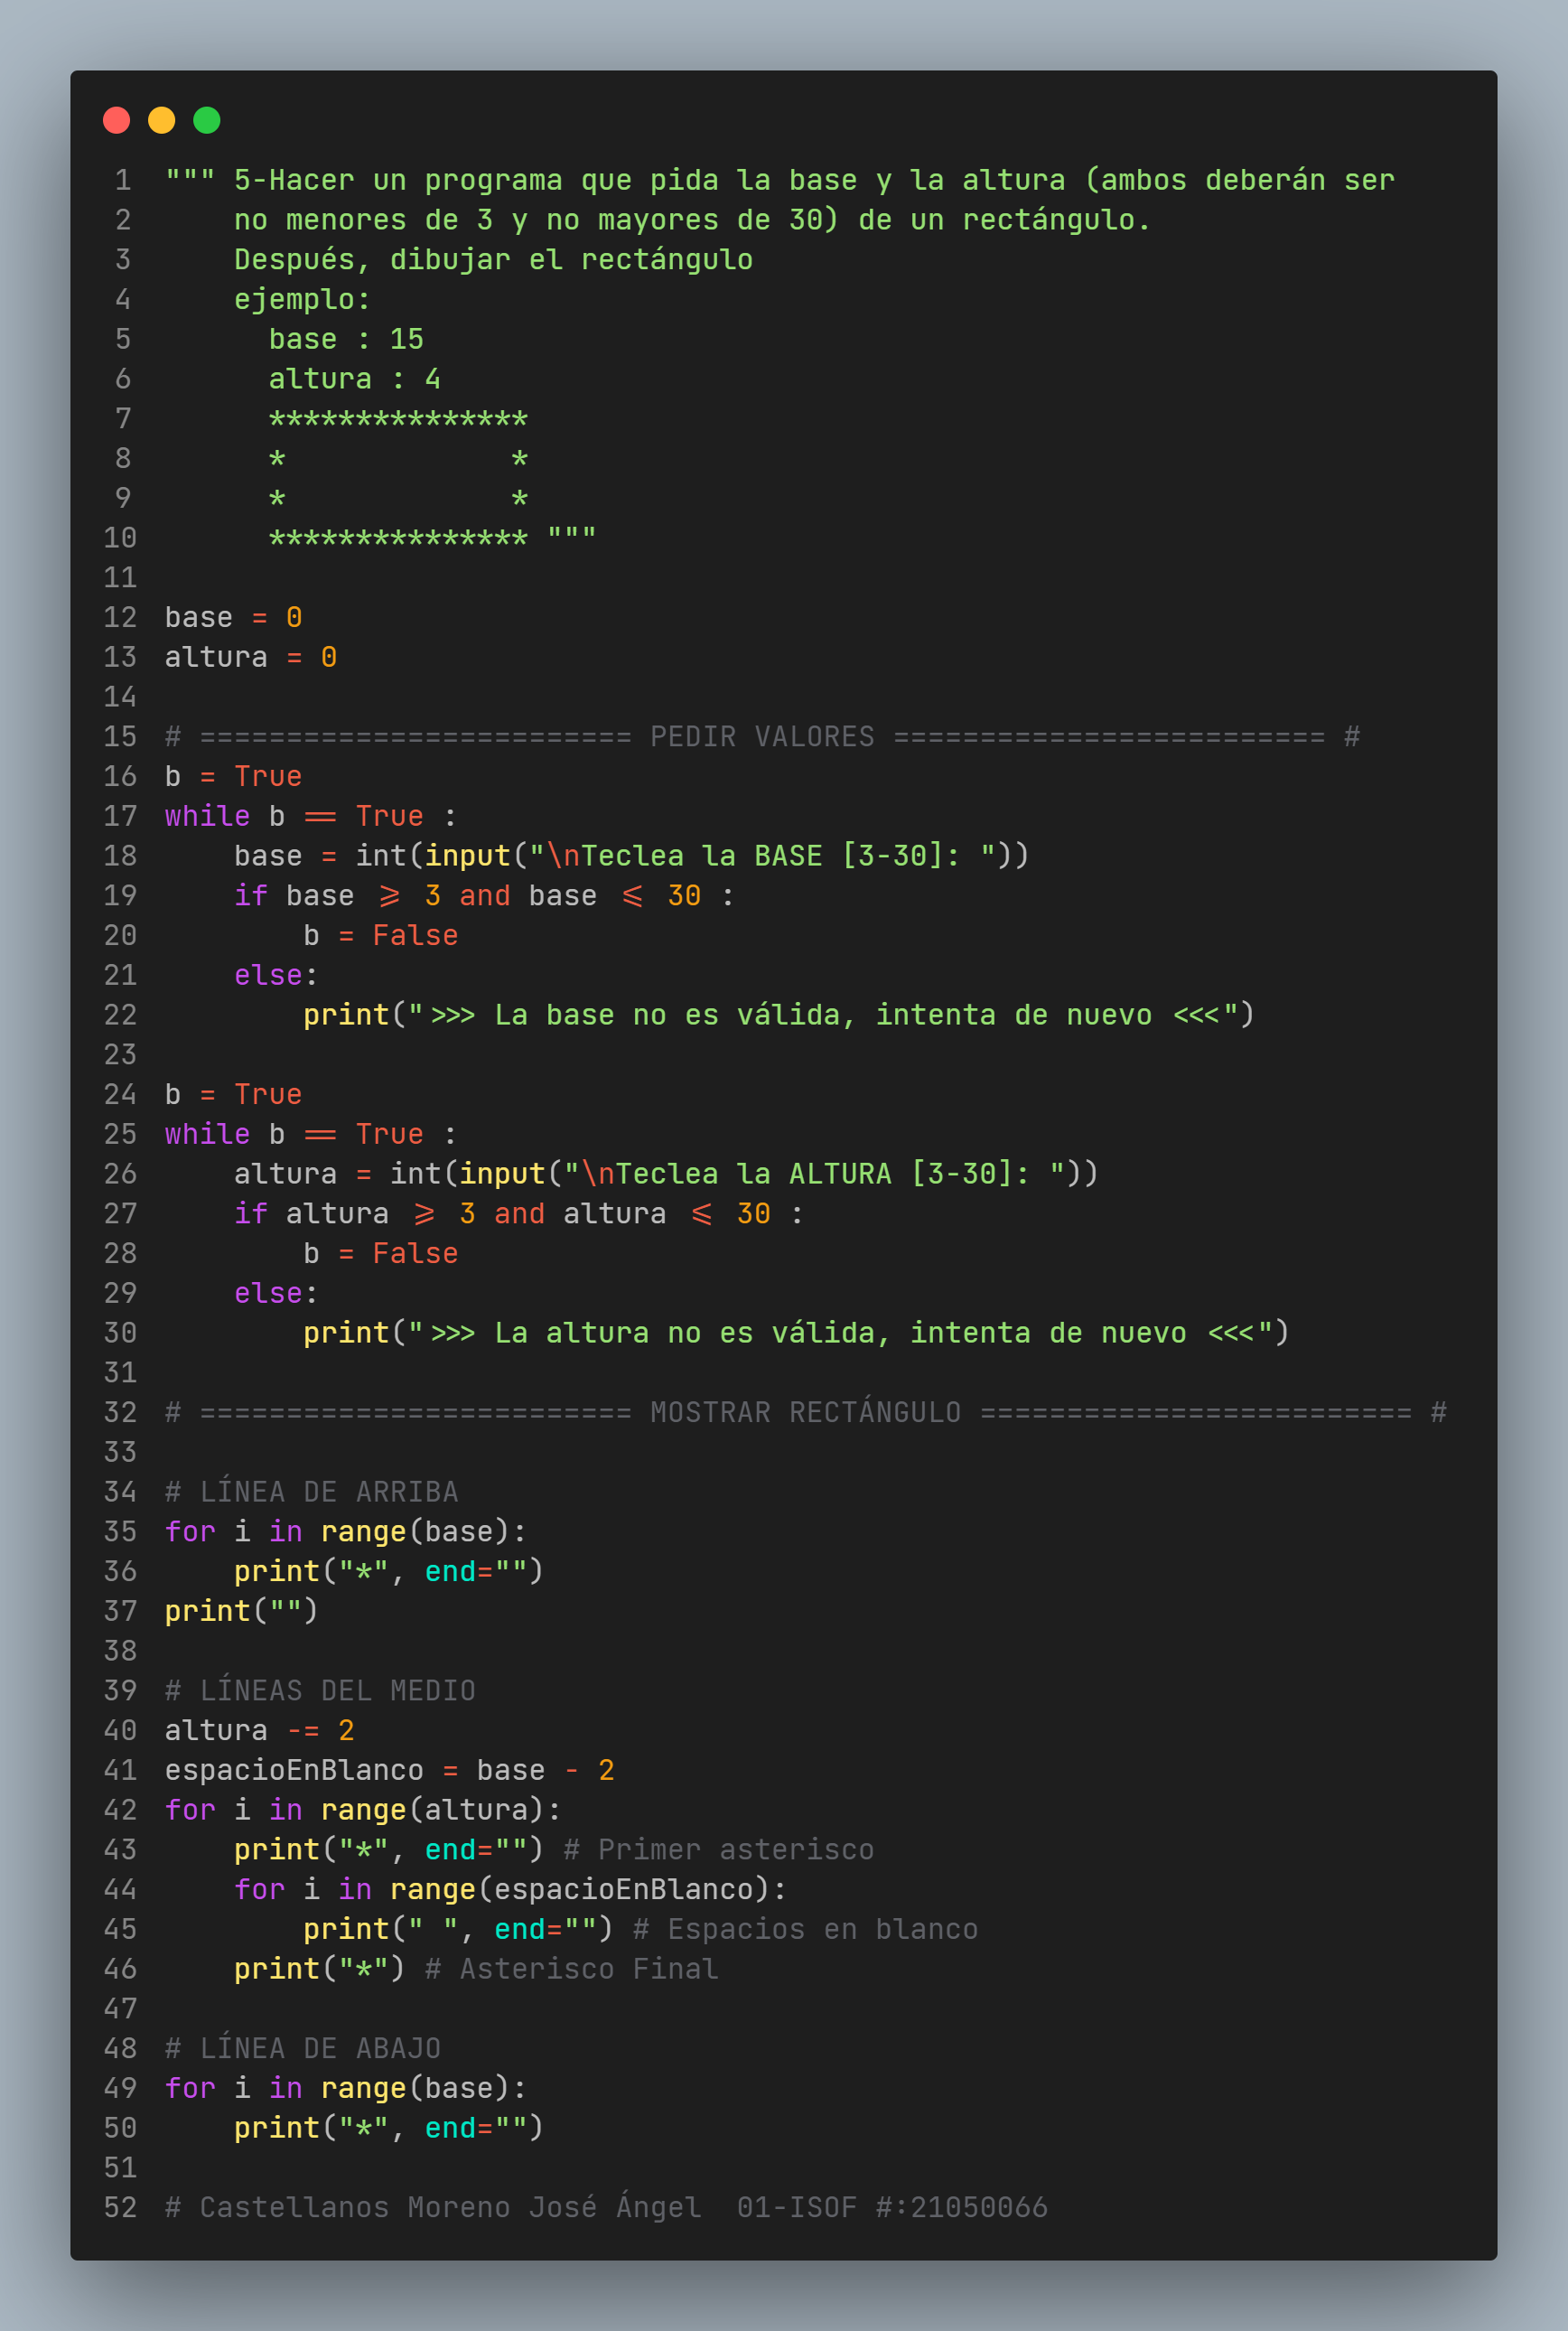 1 """ 5-Hacer un programa que pida la base y la altura (ambos deberán ser
2     no menores de 3 y no mayores de 30) de un rectángulo.
3     Después, dibujar el rectángulo
4     ejemplo:
5       base : 15
6       altura : 4
7       ***************
8       *             *
9       *             *
10       *************** """
11
12 base = 0
13 altura = 0
14
15 # ========================= PEDIR VALORES ========================= #
16 b = True
17 while b == True :
18     base = int(input("\nTeclea la BASE [3-30]: "))
19     if base >= 3 and base <= 30 :
20         b = False
21     else:
22         print(">>> La base no es válida, intenta de nuevo <<<")
23
24 b = True
25 while b == True :
26     altura = int(input("\nTeclea la ALTURA [3-30]: "))
27     if altura >= 3 and altura <= 30 :
28         b = False
29     else:
30         print(">>> La altura no es válida, intenta de nuevo <<<")
31
32 # ========================= MOSTRAR RECTÁNGULO ========================= #
33
34 # LÍNEA DE ARRIBA
35 for i in range(base):
36     print("*", end="")
37 print("")
38
39 # LÍNEAS DEL MEDIO
40 altura -= 2
41 espacioEnBlanco = base - 2
42 for i in range(altura):
43     print("*", end="") # Primer asterisco
44     for i in range(espacioEnBlanco):
45         print(" ", end="") # Espacios en blanco
46     print("*") # Asterisco Final
47
48 # LÍNEA DE ABAJO
49 for i in range(base):
50     print("*", end="")
51
52 # Castellanos Moreno José Ángel  01-ISOF #:21050066